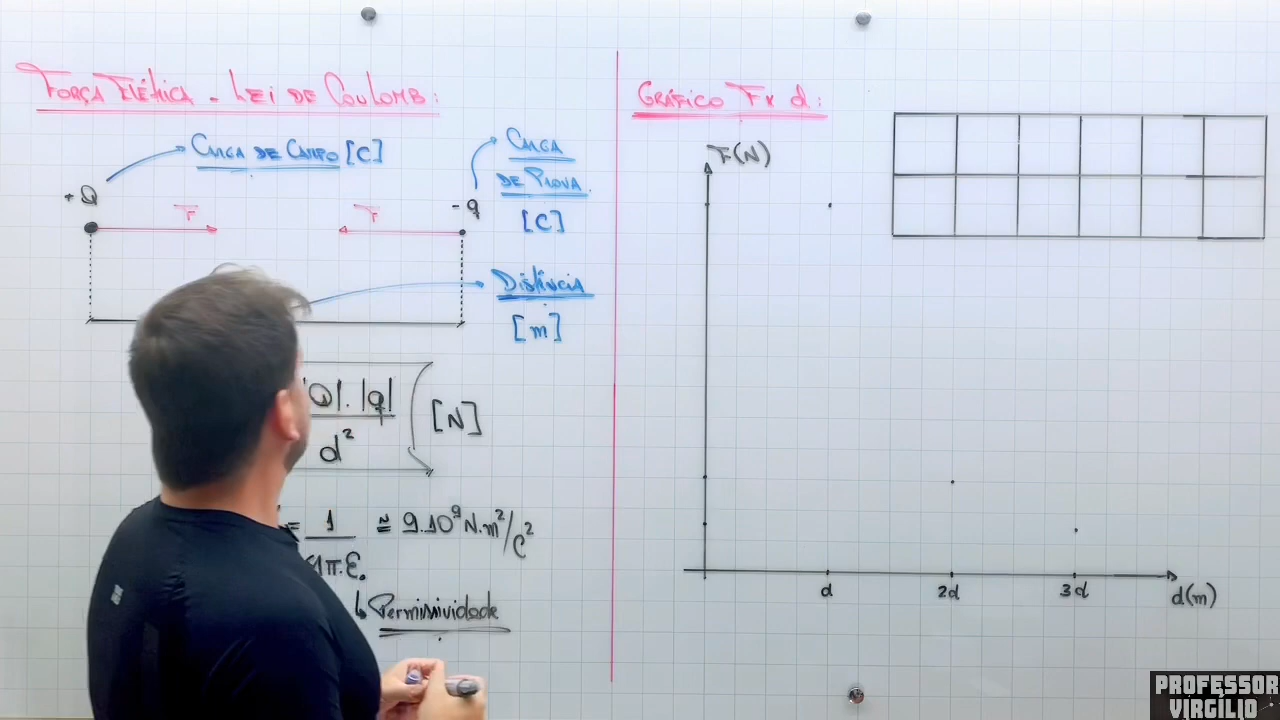 Força Elétrica - Lei de Coulomb:
Carga de Campo [C]
Carga
de Prova.
[C]
+Q
-q
F
F
Distância
[m]
|Q|.|q|
d²
[N]
= 1 ≅ 9.10⁹ N.m²/C²
4π.ε.
↳ Permissividade
Gráfico F x d:
F(N)
d
2d
3d
d(m)
PROFESSOR
VIRGÍLIO